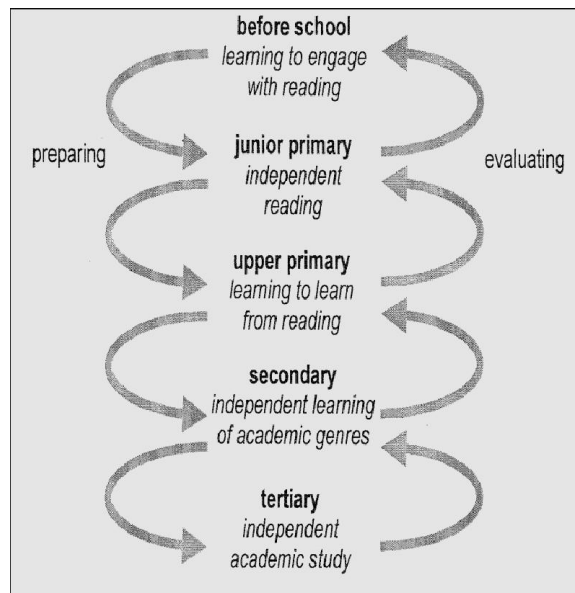 before school
learning to engage
with reading
preparing
junior primary
independent
reading
evaluating
upper primary
learning to learn
from reading
secondary
independent learning
of academic genres
tertiary
independent
academic study